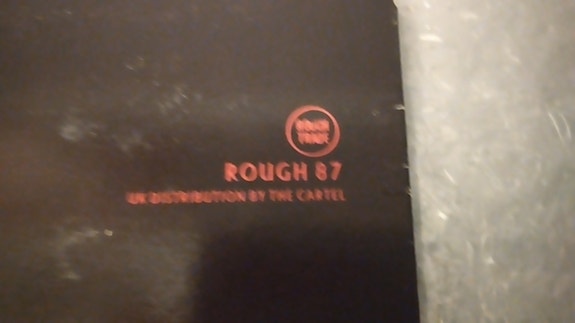 ROUGH
TRADE
ROUGH 87
UK DISTRIBUTION BY THE CARTEL